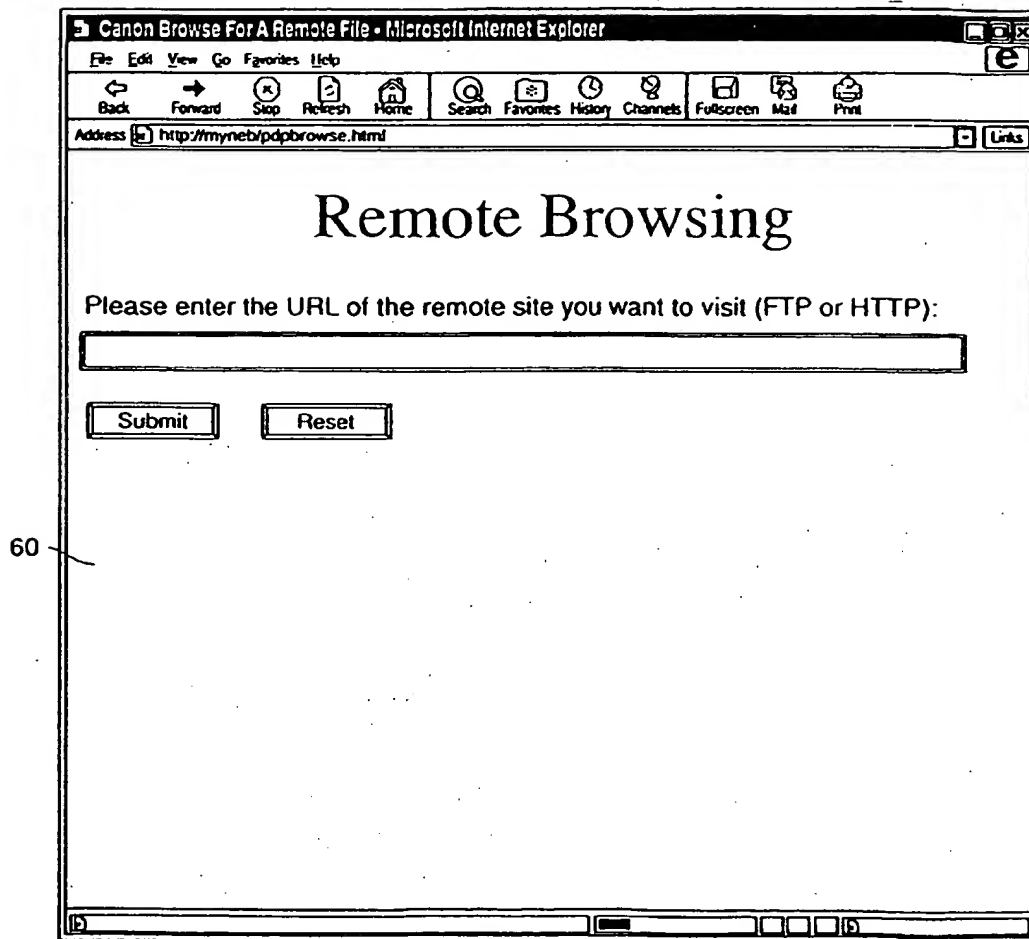 Canon Browse For A Remote File - Microsoft Internet Explorer
File Edit View Go Favorites Help
Back Forward Stop Refresh Home Search Favorites History Channels Fullscreen Mail Print
Address http://myneb/pdpbrowse.html Links
Remote Browsing
Please enter the URL of the remote site you want to visit (FTP or HTTP):
Submit Reset
60